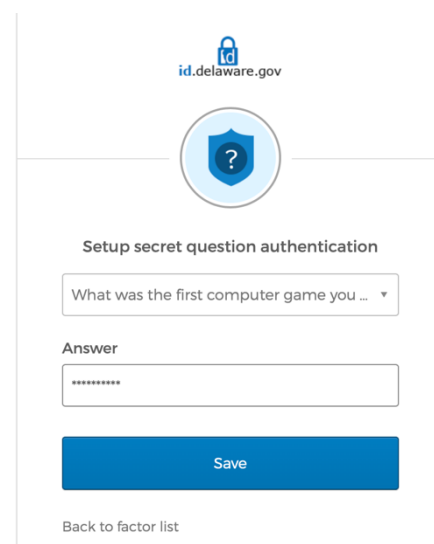 id
id.delaware.gov
?
Setup secret question authentication
What was the first computer game you ...
Answer
••••••••••
Save
Back to factor list